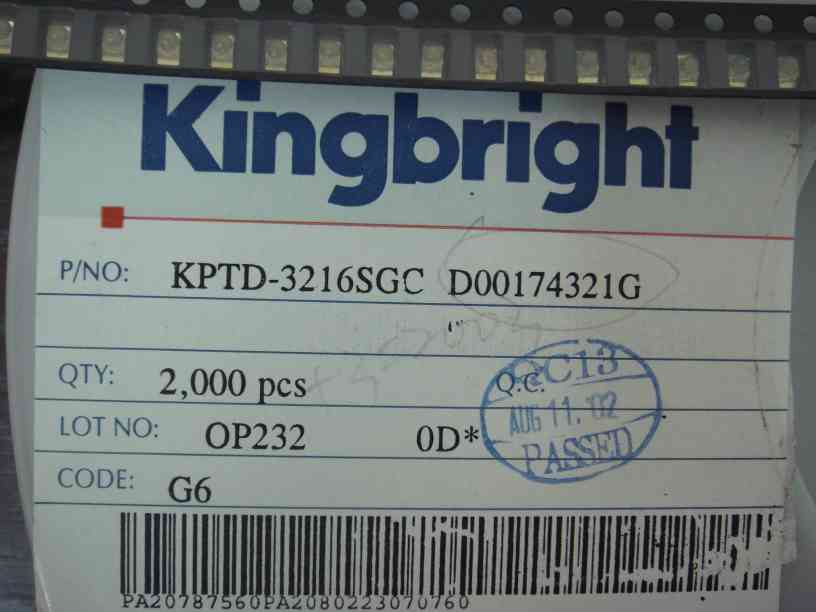 Kingbright
P/NO: KPTD-3216SGC D00174321G
QTY: 2,000 pcs
Q.C.
QC13
AUG 11. '02
PASSED
LOT NO: OP232 0D*
CODE: G6
PA20787560PA2080223070760